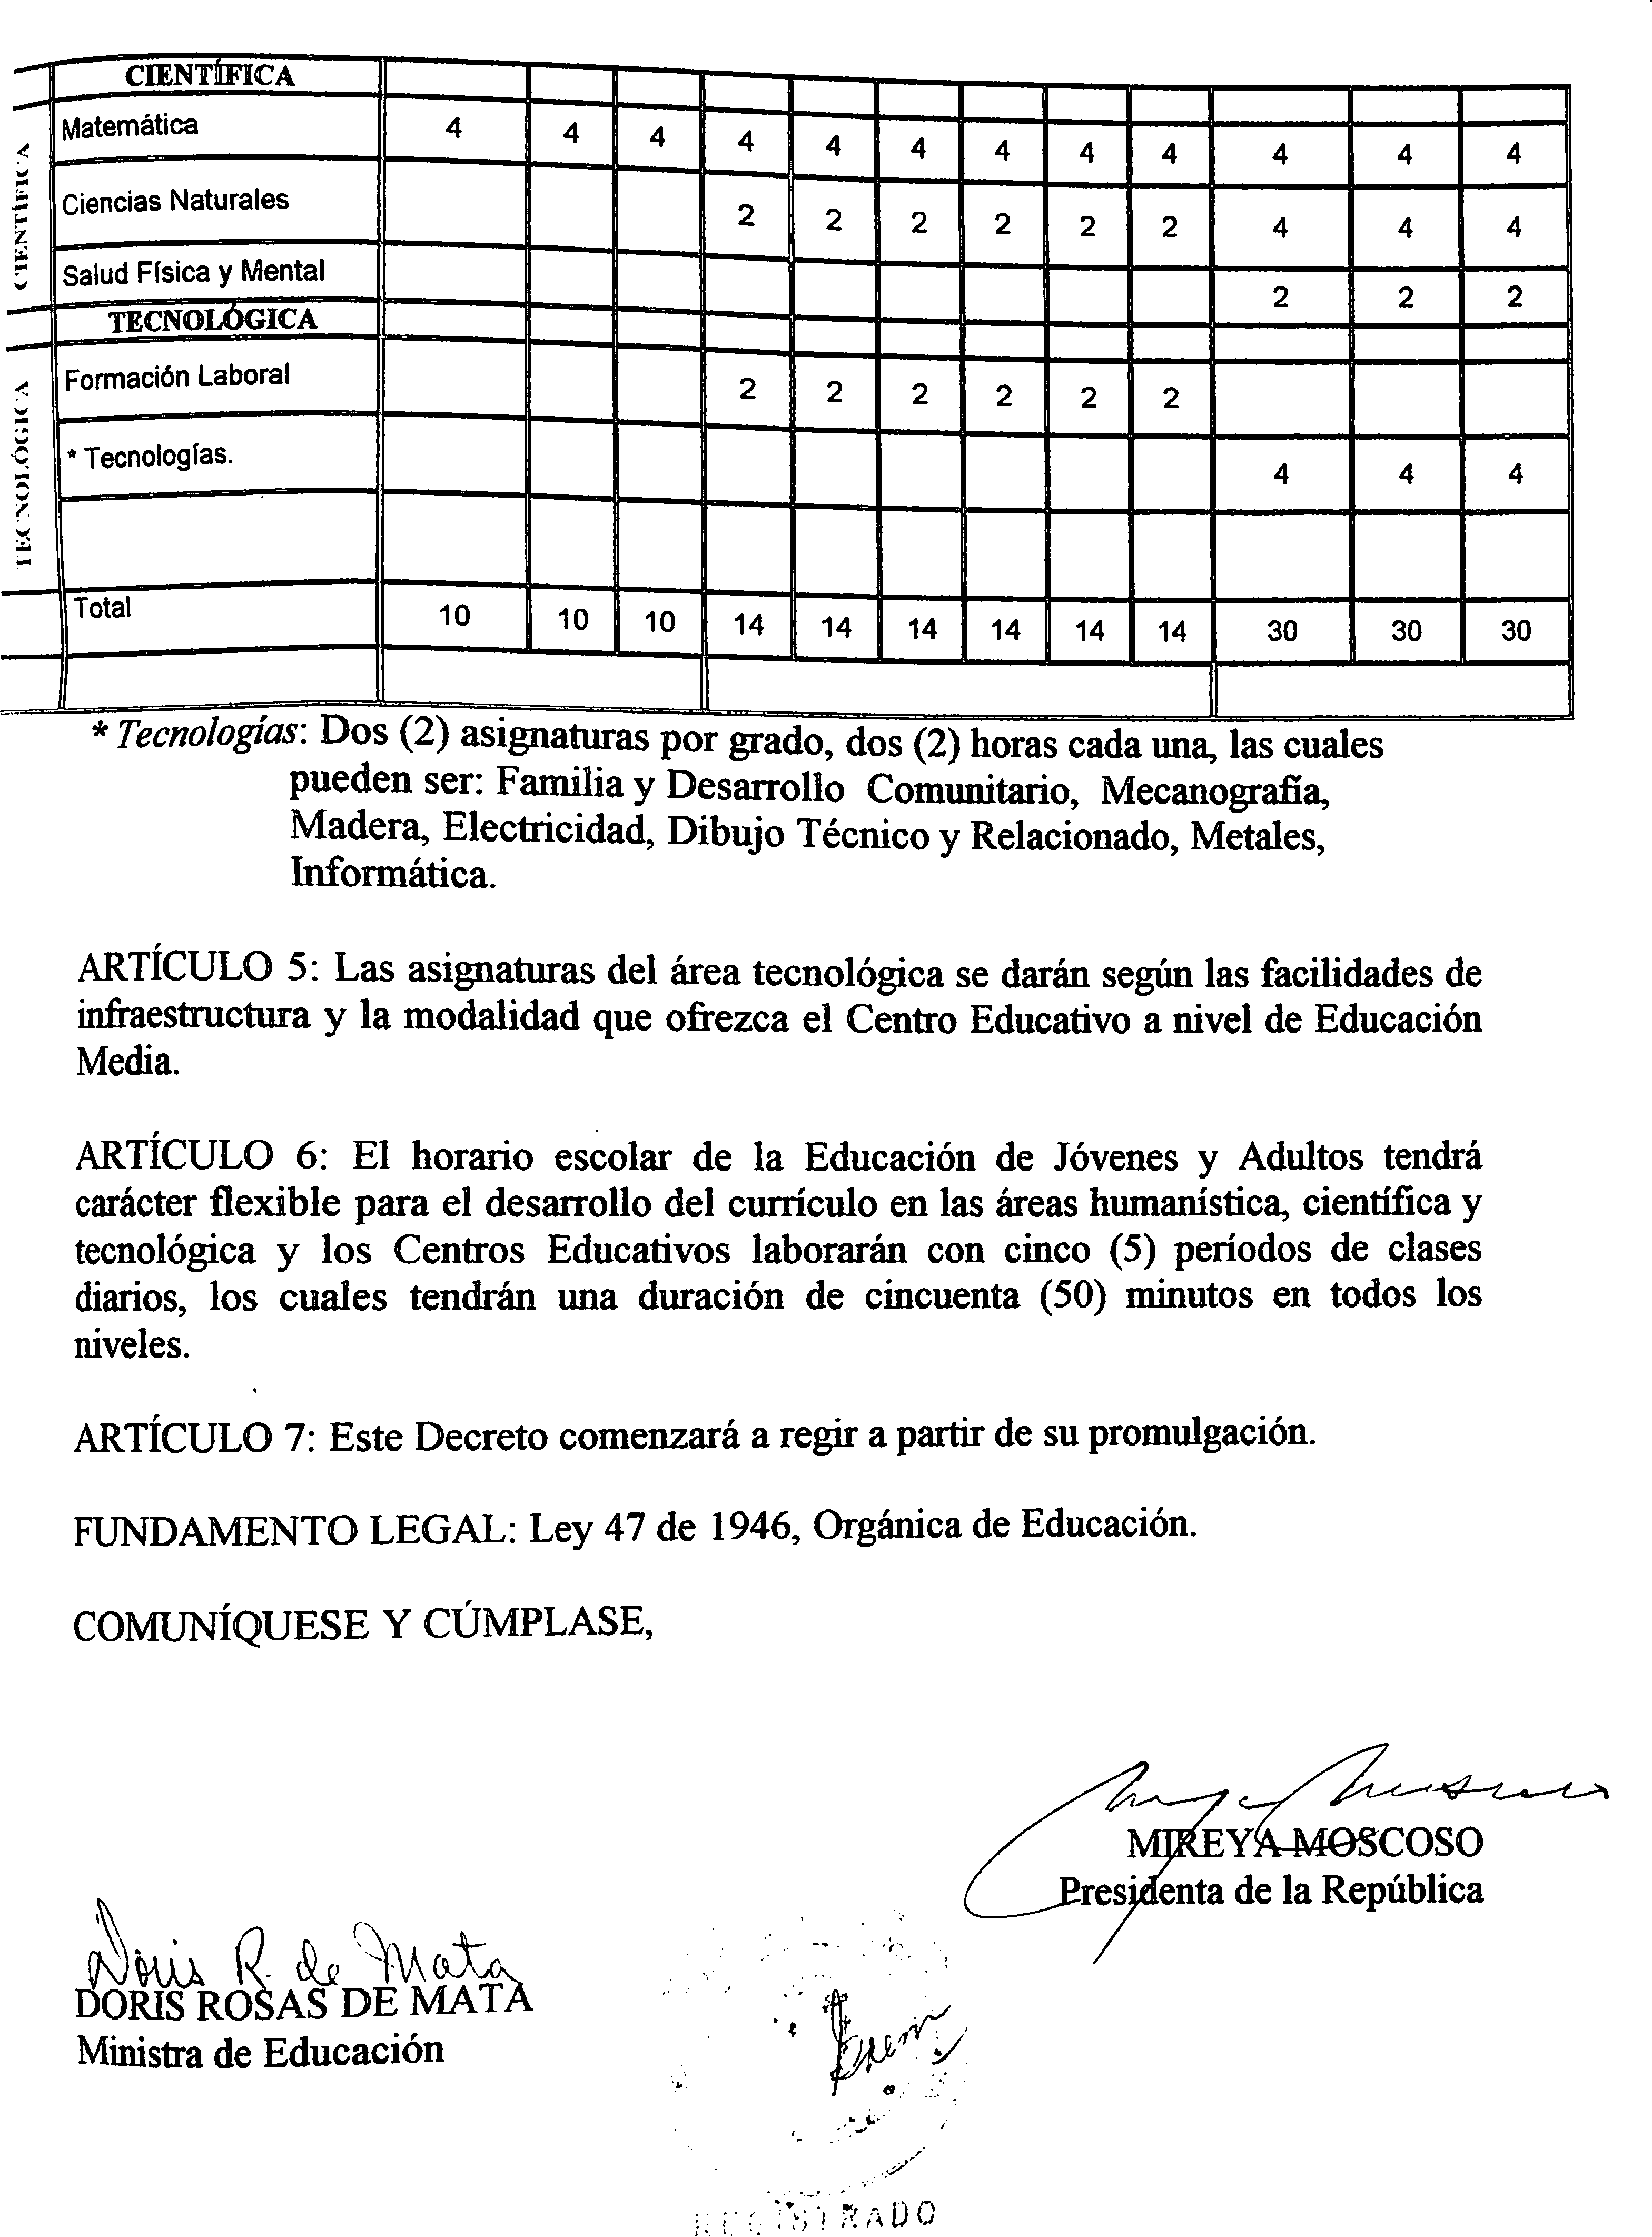 CIENTÍFICA
CIENTÍFICA
Matemática 4 4 4 4 4 4 4 4 4 4 4 4
Ciencias Naturales 2 2 2 2 2 2 4 4 4
Salud Física y Mental 2 2 2
TECNOLÓGICA
TECNOLÓGICA
Formación Laboral 2 2 2 2 2 2
* Tecnologías. 4 4 4
Total 10 10 10 14 14 14 14 14 14 30 30 30
* Tecnologías: Dos (2) asignaturas por grado, dos (2) horas cada una, las cuales
pueden ser: Familia y Desarrollo Comunitario, Mecanografía,
Madera, Electricidad, Dibujo Técnico y Relacionado, Metales,
Informática.
ARTÍCULO 5: Las asignaturas del área tecnológica se darán según las facilidades de
infraestructura y la modalidad que ofrezca el Centro Educativo a nivel de Educación
Media.
ARTÍCULO 6: El horario escolar de la Educación de Jóvenes y Adultos tendrá
carácter flexible para el desarrollo del currículo en las áreas humanística, científica y
tecnológica y los Centros Educativos laborarán con cinco (5) períodos de clases
diarios, los cuales tendrán una duración de cincuenta (50) minutos en todos los
niveles.
ARTÍCULO 7: Este Decreto comenzará a regir a partir de su promulgación.
FUNDAMENTO LEGAL: Ley 47 de 1946, Orgánica de Educación.
COMUNÍQUESE Y CÚMPLASE,
MIREYA MOSCOSO
Presidenta de la República
Doris R. de Mata
DORIS ROSAS DE MATA
Ministra de Educación
REGISTRADO